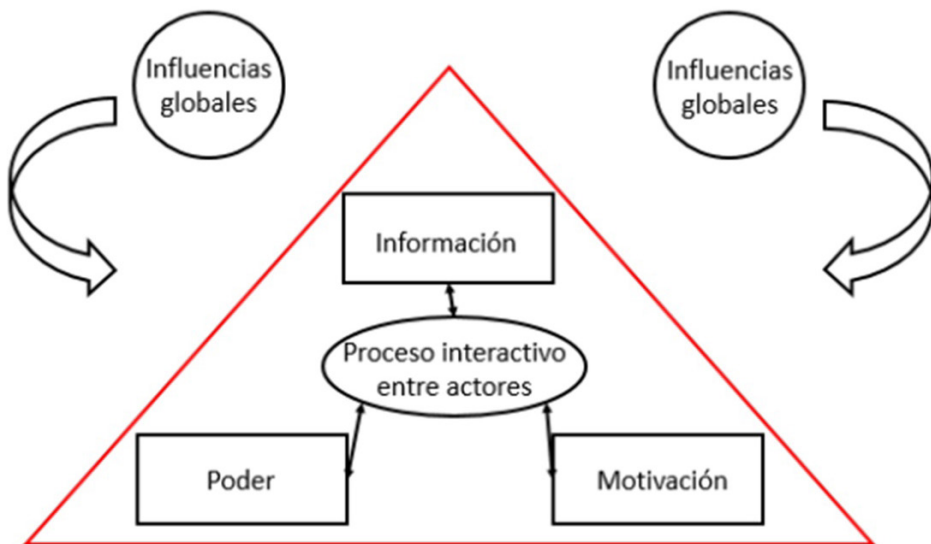 Influencias
globales
Influencias
globales
Información
Proceso interactivo
entre actores
Poder
Motivación